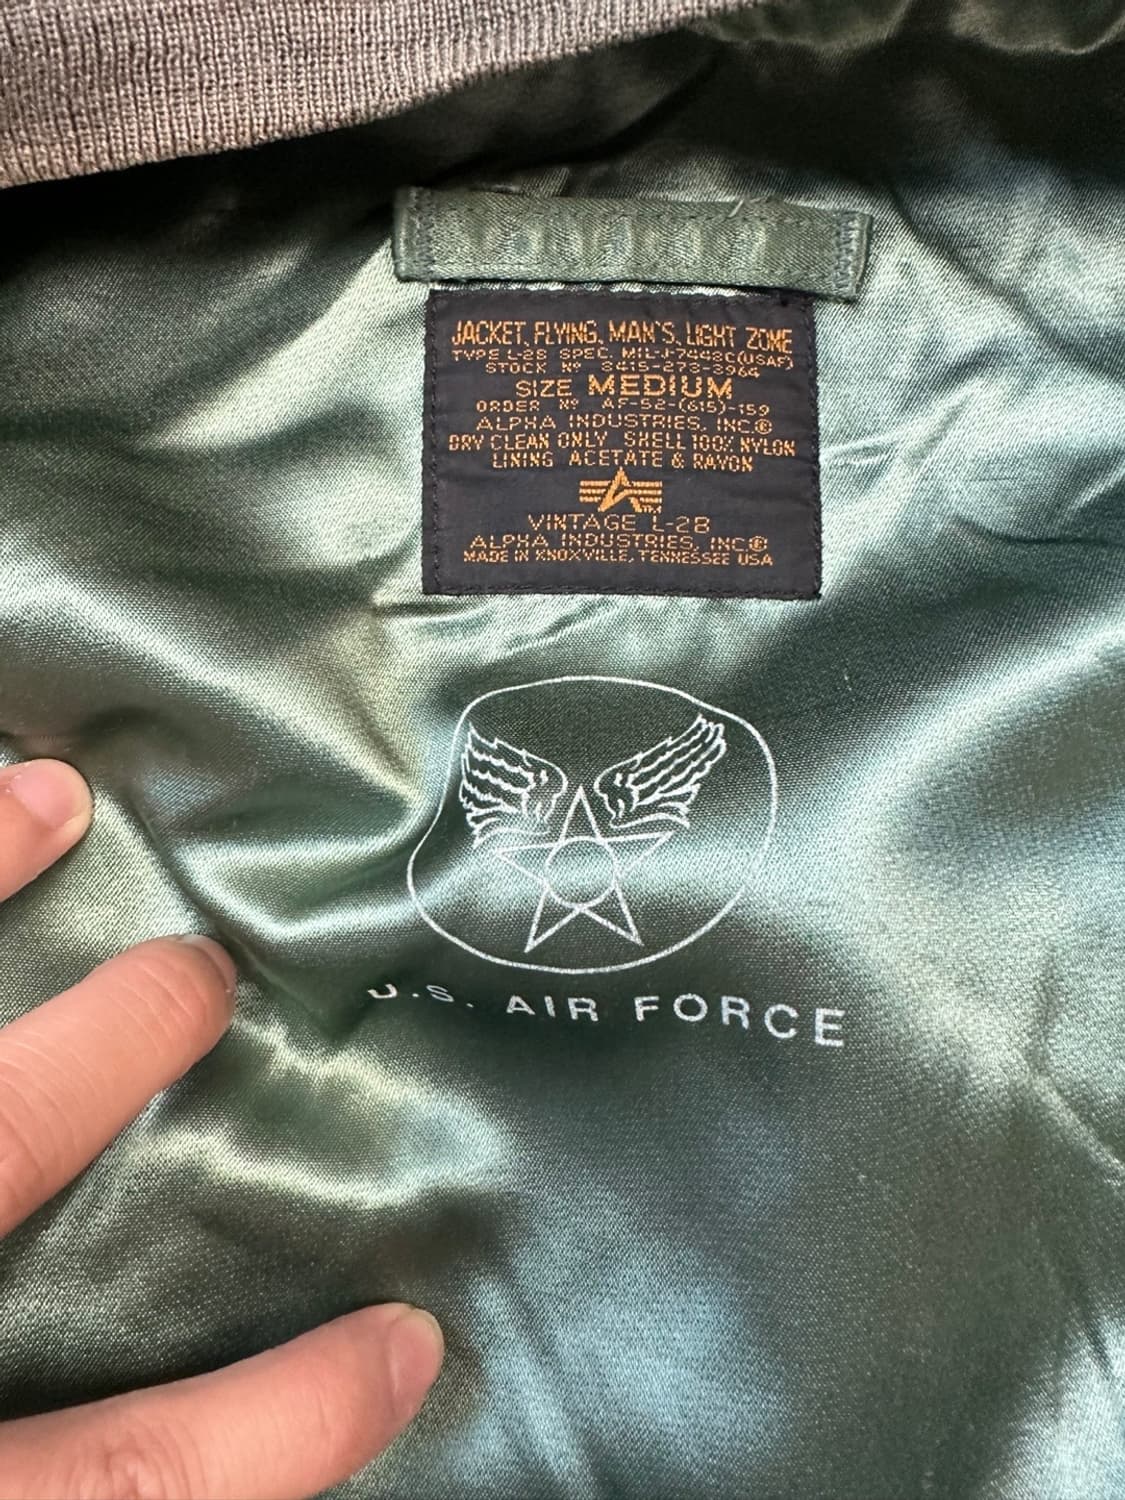 JACKET, FLYING, MAN'S, LIGHT ZONE
TYPE L-2B SPEC. MIL-J-7448C(USAF)
STOCK Nº 8415-273-3964
SIZE MEDIUM
ORDER Nº AF-52-(615)-159
ALPHA INDUSTRIES, INC.®
DRY CLEAN ONLY SHELL 100% NYLON
LINING ACETATE & RAYON
VINTAGE L-2B
ALPHA INDUSTRIES, INC.®
MADE IN KNOXVILLE, TENNESSEE USA
U.S. AIR FORCE